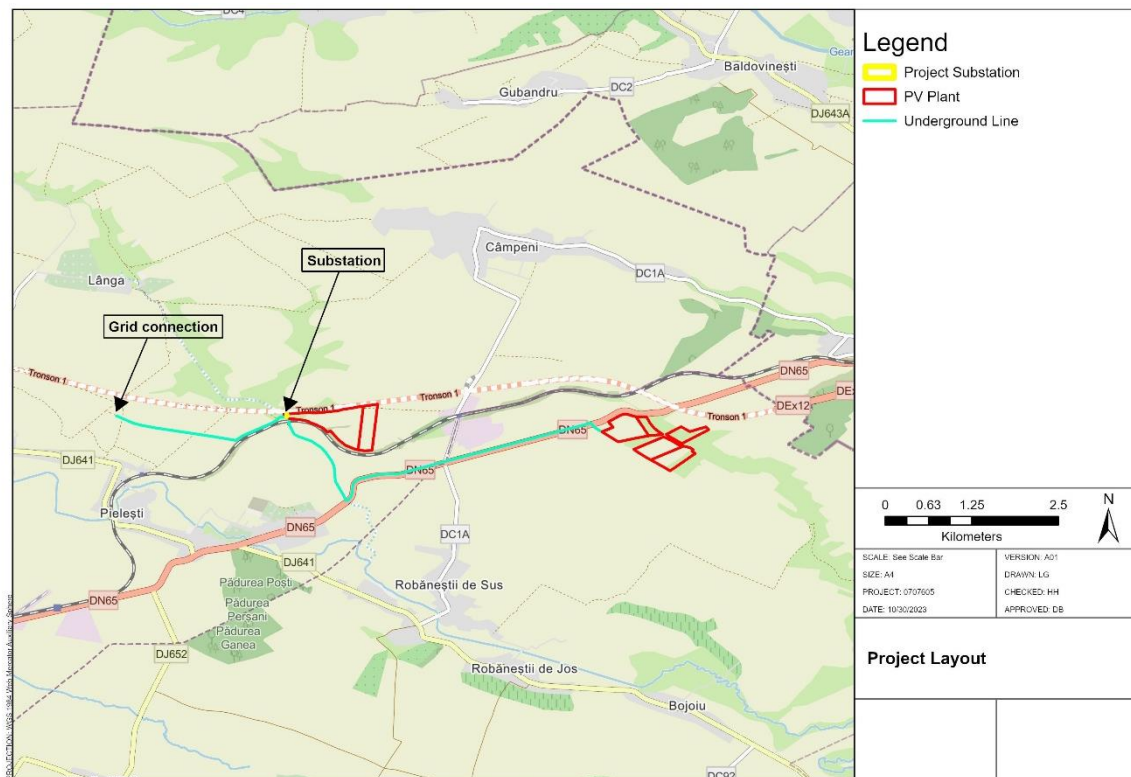 DC4
Gubandru
DC2
Baldovinești
DJ643A
Câmpeni
DC1A
Lânga
Substation
Grid connection
Tronson 1
Tronson 1
Tronson 1
DN65
DEx12
DN65
DN65
DJ641
Pielești
DN65
DC1A
DJ641
Robăneștii de Sus
Pădurea Poști
Pădurea
Perșani
Pădurea
Ganea
DN65
DJ652
Robăneștii de Jos
Bojoiu
DC92
Legend
Project Substation
PV Plant
Underground Line
0 0.63 1.25 2.5
Kilometers
N
SCALE: See Scale Bar
SIZE: A4
PROJECT: 0707605
DATE: 10/30/2023
VERSION: A01
DRAWN: LG
CHECKED: HH
APPROVED: DB
Project Layout